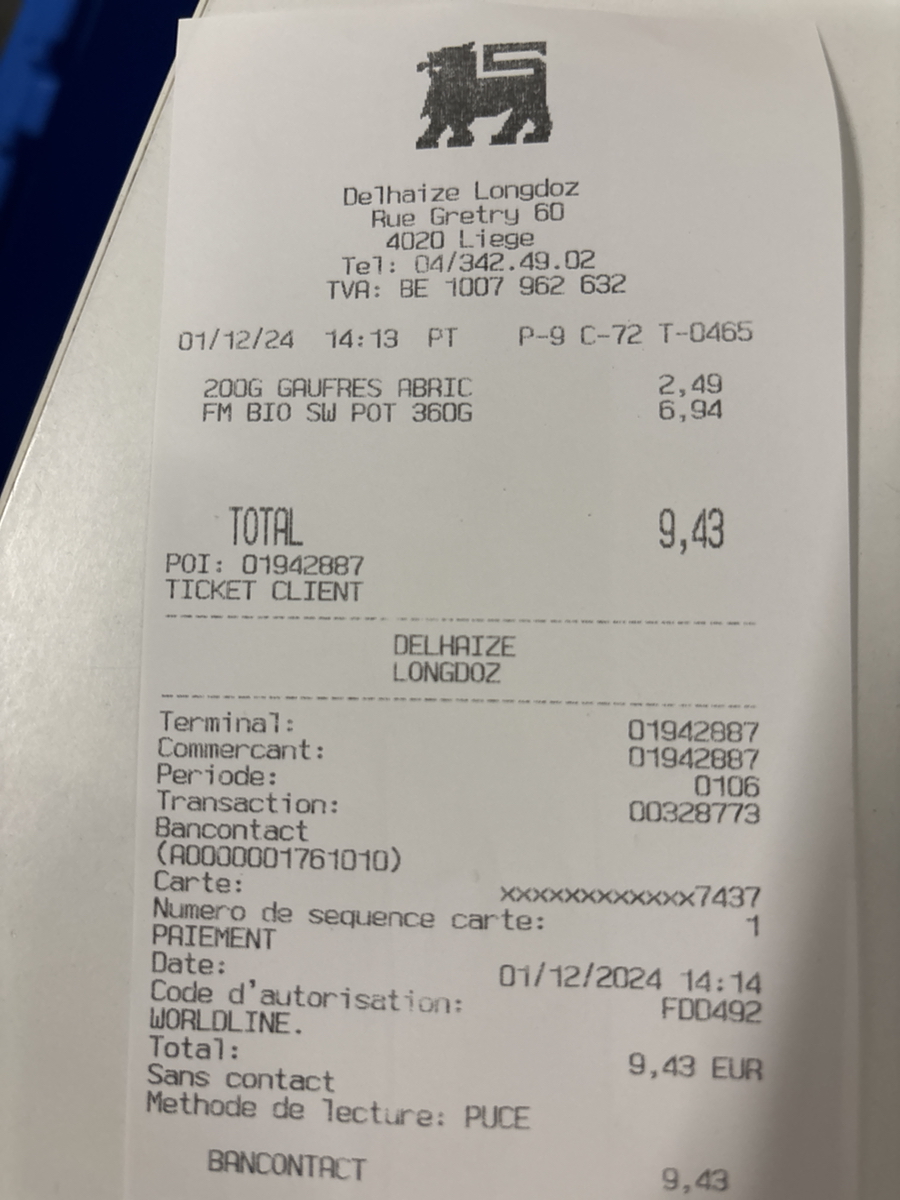 Delhaize Longdoz
Rue Gretry 60
4020 Liege
Tel: 04/342.49.02
TVA: BE 1007 962 632
01/12/24 14:13 PT P-9 C-72 T-0465
200G GAUFRES ABRIC 2,49
FM BIO SW POT 360G 6,94
TOTAL 9,43
POI: 01942887
TICKET CLIENT
DELHAIZE
LONGDOZ
Terminal: 01942887
Commercant: 01942887
Periode: 0106
Transaction: 00328773
Bancontact
(A0000001761010)
Carte: xxxxxxxxxxxxx7437
Numero de sequence carte: 1
PAIEMENT
Date: 01/12/2024 14:14
Code d'autorisation: FDD492
WORLDLINE.
Total: 9,43 EUR
Sans contact
Methode de lecture: PUCE
BANCONTACT 9,43